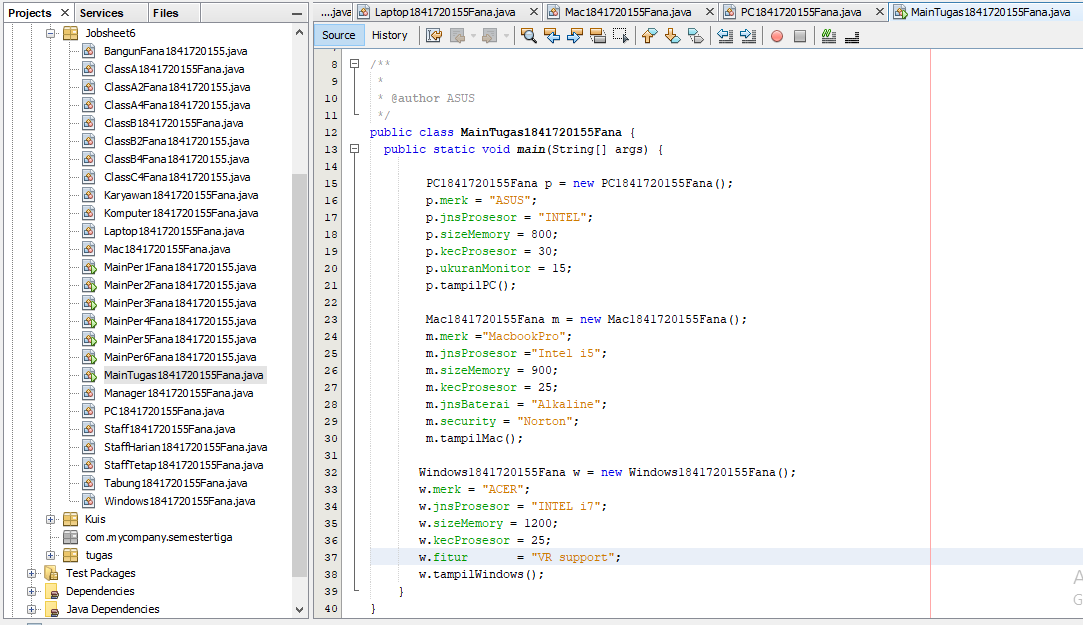 Projects
Services
Files
Jobsheet6
BangunFana1841720155.java
ClassA1841720155Fana.java
ClassA2Fana1841720155.java
ClassA4Fana1841720155.java
ClassB1841720155Fana.java
ClassB2Fana1841720155.java
ClassB4Fana1841720155.java
ClassC4Fana1841720155.java
Karyawan1841720155Fana.java
Komputer1841720155Fana.java
Laptop1841720155Fana.java
Mac1841720155Fana.java
MainPer1Fana1841720155.java
MainPer2Fana1841720155.java
MainPer3Fana1841720155.java
MainPer4Fana1841720155.java
MainPer5Fana1841720155.java
MainPer6Fana1841720155.java
MainTugas1841720155Fana.java
Manager1841720155Fana.java
PC1841720155Fana.java
Staff1841720155Fana.java
StaffHarian1841720155Fana.java
StaffTetap1841720155Fana.java
Tabung1841720155Fana.java
Windows1841720155Fana.java
Kuis
com.mycompany.semestertiga
tugas
Test Packages
Dependencies
Java Dependencies
....java
Laptop1841720155Fana.java
Mac1841720155Fana.java
PC1841720155Fana.java
MainTugas1841720155Fana.java
Source
History
8 /**
9 *
10 * @author ASUS
11 */
12 public class MainTugas1841720155Fana {
13 public static void main(String[] args) {
14
15 PC1841720155Fana p = new PC1841720155Fana();
16 p.merk = "ASUS";
17 p.jnsProsesor = "INTEL";
18 p.sizeMemory = 800;
19 p.kecProsesor = 30;
20 p.ukuranMonitor = 15;
21 p.tampilPC();
22
23 Mac1841720155Fana m = new Mac1841720155Fana();
24 m.merk ="MacbookPro";
25 m.jnsProsesor ="Intel i5";
26 m.sizeMemory = 900;
27 m.kecProsesor = 25;
28 m.jnsBaterai = "Alkaline";
29 m.security = "Norton";
30 m.tampilMac();
31
32 Windows1841720155Fana w = new Windows1841720155Fana();
33 w.merk = "ACER";
34 w.jnsProsesor = "INTEL i7";
35 w.sizeMemory = 1200;
36 w.kecProsesor = 25;
37 w.fitur = "VR support";
38 w.tampilWindows();
39 }
40 }